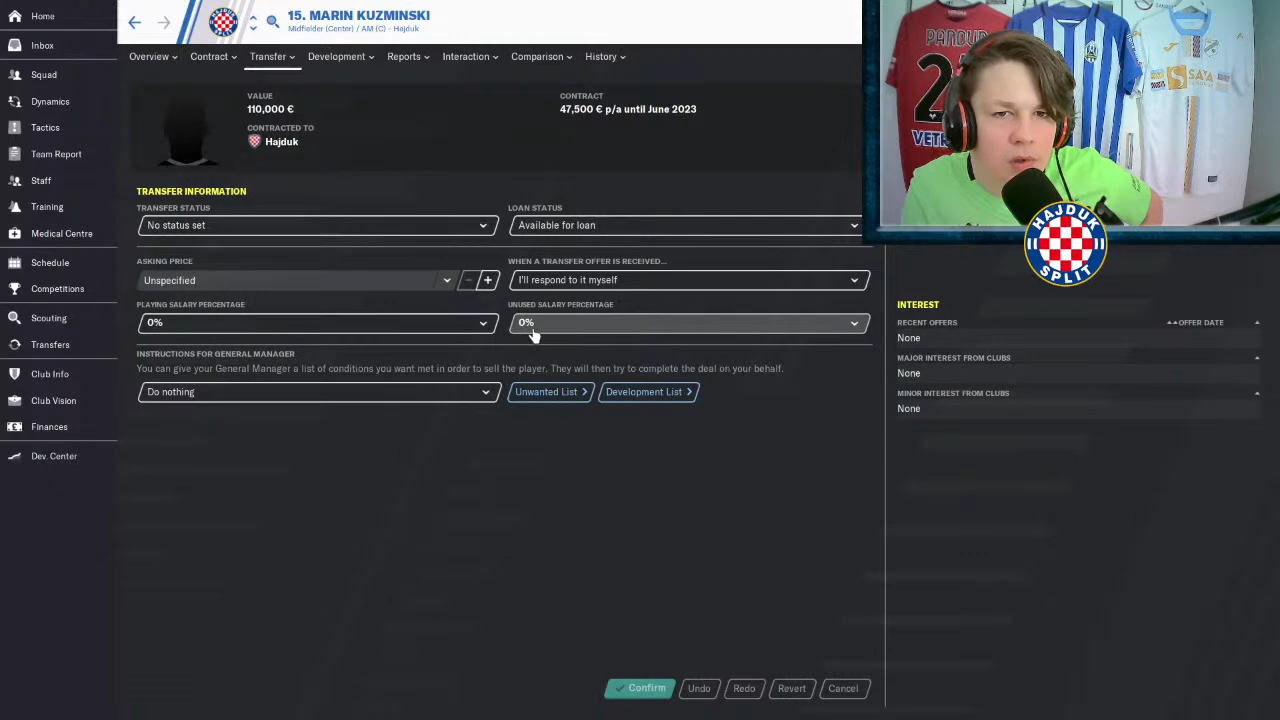 15. MARIN KUZMINSKI
Midfielder (Center) / AM (C) - Hajduk
Home
Inbox
Squad
Dynamics
Tactics
Team Report
Staff
Training
Medical Centre
Schedule
Competitions
Scouting
Transfers
Club Info
Club Vision
Finances
Dev. Center
Overview Contract Transfer Development Reports Interaction Comparison History
VALUE
110,000 €
CONTRACTED TO
Hajduk
CONTRACT
47,500 € p/a until June 2023
TRANSFER INFORMATION
TRANSFER STATUS
No status set
LOAN STATUS
Available for loan
ASKING PRICE
Unspecified
WHEN A TRANSFER OFFER IS RECEIVED...
I'll respond to it myself
PLAYING SALARY PERCENTAGE
0%
UNUSED SALARY PERCENTAGE
0%
INSTRUCTIONS FOR GENERAL MANAGER
You can give your General Manager a list of conditions you want met in order to sell the player. They will then try to complete the deal on your behalf.
Do nothing
Unwanted List
Development List
Confirm Undo Redo Revert Cancel
PANDUR
2
VETR
SAVA
HAJDUK
SPLIT
INTEREST
RECENT OFFERS
OFFER DATE
None
MAJOR INTEREST FROM CLUBS
None
MINOR INTEREST FROM CLUBS
None